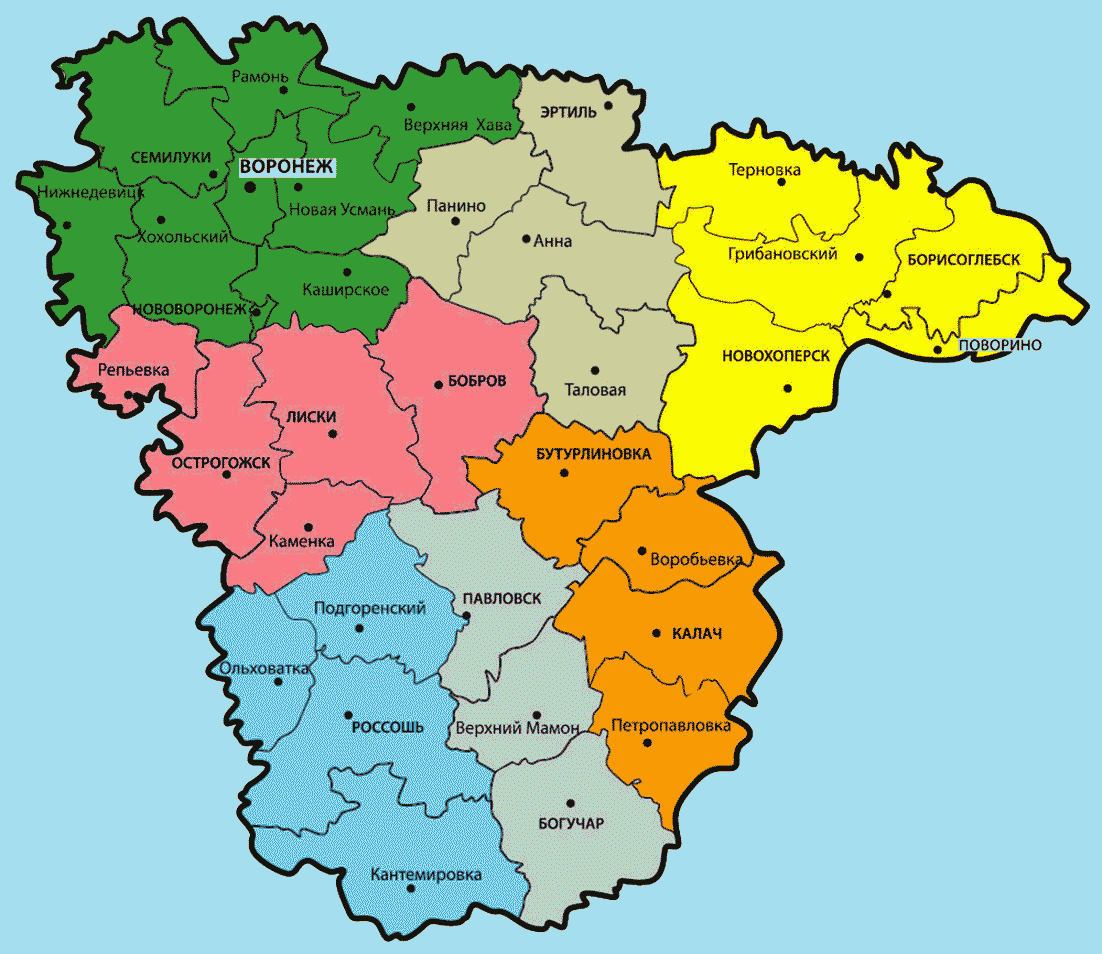 Рамонь
ЭРТИЛЬ
Верхняя Хава
СЕМИЛУКИ
ВОРОНЕЖ
Терновка
Нижнедевицк
Панино
Новая Усмань
Хохольский
Анна
Грибановский
БОРИСОГЛЕБСК
Каширское
НОВОВОРОНЕЖ
ПОВОРИНО
НОВОХОПЕРСК
Репьевка
БОБРОВ
Таловая
ЛИСКИ
БУТУРЛИНОВКА
ОСТРОГОЖСК
Каменка
Воробьевка
ПАВЛОВСК
Подгоренский
КАЛАЧ
Ольховатка
РОССОШЬ
Верхний Мамон
Петропавловка
БОГУЧАР
Кантемировка